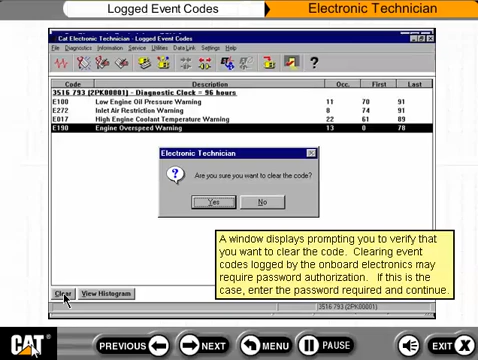 Logged Event Codes
Electronic Technician
Cat Electronic Technician - Logged Event Codes
File Diagnostics Information Service Utilities Data Link Settings Help
Code Description Occ. First Last
3516 793 (2PK00001) - Diagnostic Clock = 96 hours
E100 Low Engine Oil Pressure Warning 11 70 91
E272 Inlet Air Restriction Warning 8 74 91
E017 High Engine Coolant Temperature Warning 22 61 89
E190 Engine Overspeed Warning 13 0 78
Electronic Technician
Are you sure you want to clear the code?
Yes No
A window displays prompting you to verify that
you want to clear the code. Clearing event
codes logged by the onboard electronics may
require password authorization. If this is the
case, enter the password required and continue.
Clear View Histogram
3516 793 (2PK00001)
CAT PREVIOUS NEXT MENU PAUSE EXIT